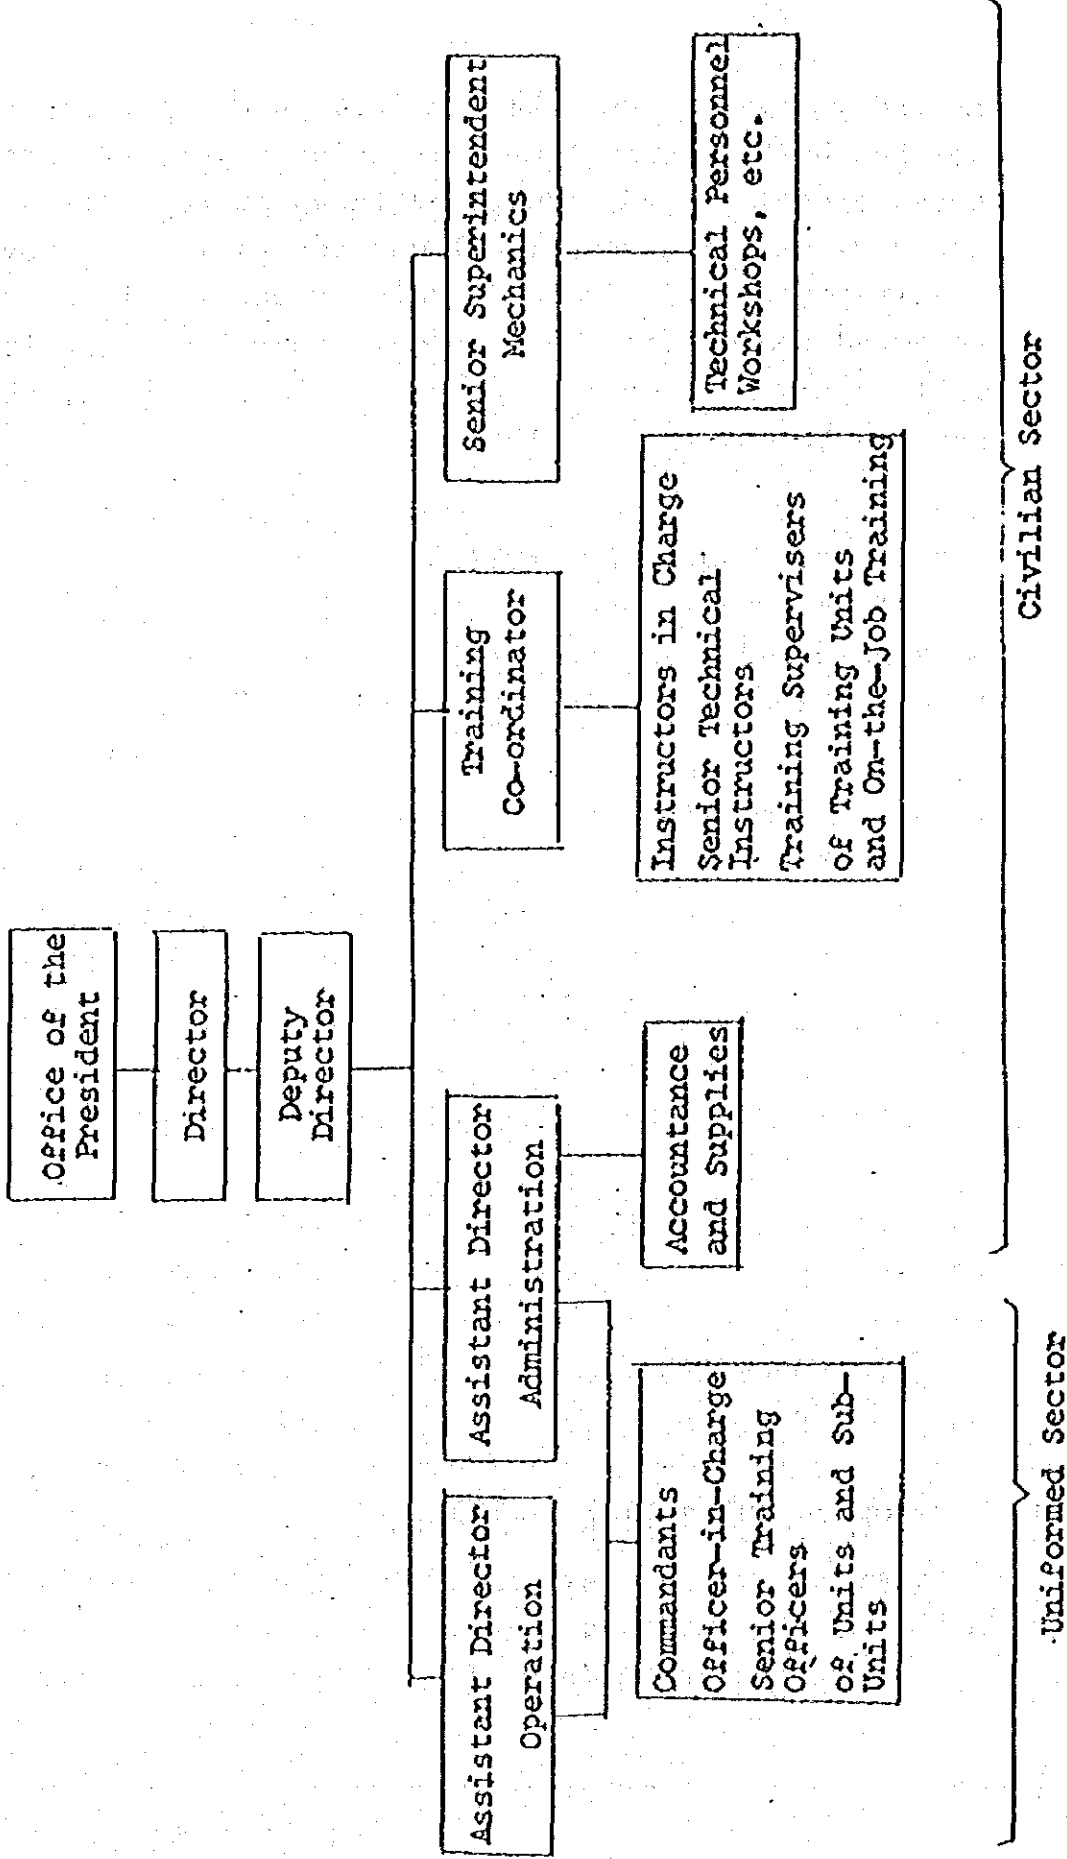 Office of the
President
Director
Deputy
Director
Assistant Director
Operation
Assistant Director
Administration
Training
Co-ordinator
Senior Superintendent
Mechanics
Commandants
Officer-in-Charge
Senior Training
Officers
of Units and Sub-
Units
Accountance
and Supplies
Instructors in Charge
Senior Technical
Instructors
Training Supervisers
of Training Units
and On-the-Job Training
Technical Personnel
Workshops, etc.
Uniformed Sector
Civilian Sector